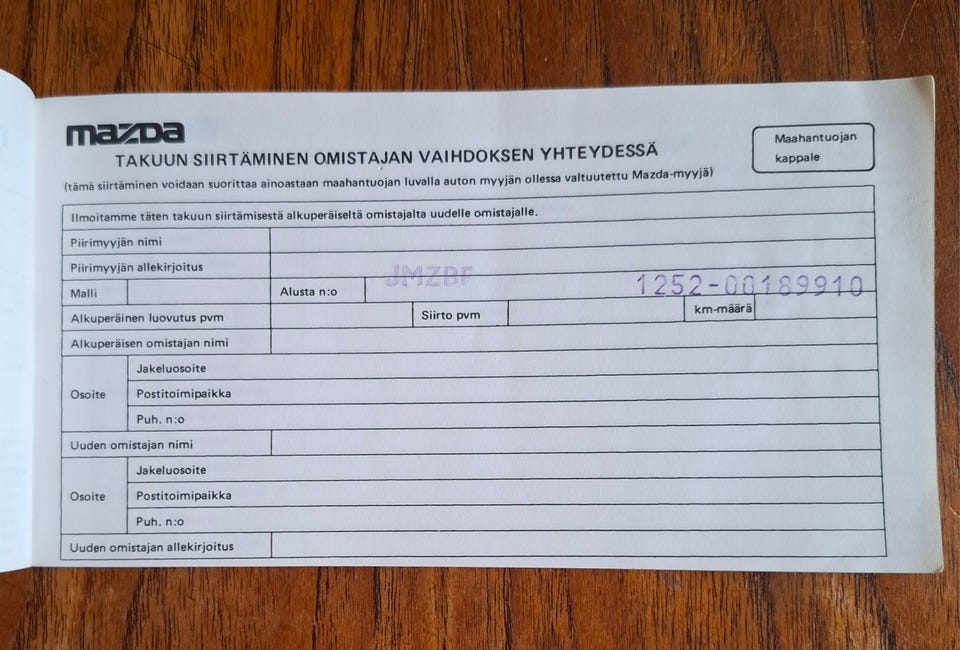 mazda
TAKUUN SIIRTÄMINEN OMISTAJAN VAIHDOKSEN YHTEYDESSÄ
Maahantuojan
kappale
(tämä siirtäminen voidaan suorittaa ainoastaan maahantuojan luvalla auton myyjän ollessa valtuutettu Mazda-myyjä)
Ilmoitamme täten takuun siirtämisestä alkuperäiseltä omistajalta uudelle omistajalle.
Piirimyyjän nimi
Piirimyyjän allekirjoitus
Malli Alusta n:o JMZBF 1252-00189910
Alkuperäinen luovutus pvm Siirto pvm km-määrä
Alkuperäisen omistajan nimi
Osoite
Jakeluosoite
Postitoimipaikka
Puh. n:o
Uuden omistajan nimi
Osoite
Jakeluosoite
Postitoimipaikka
Puh. n:o
Uuden omistajan allekirjoitus